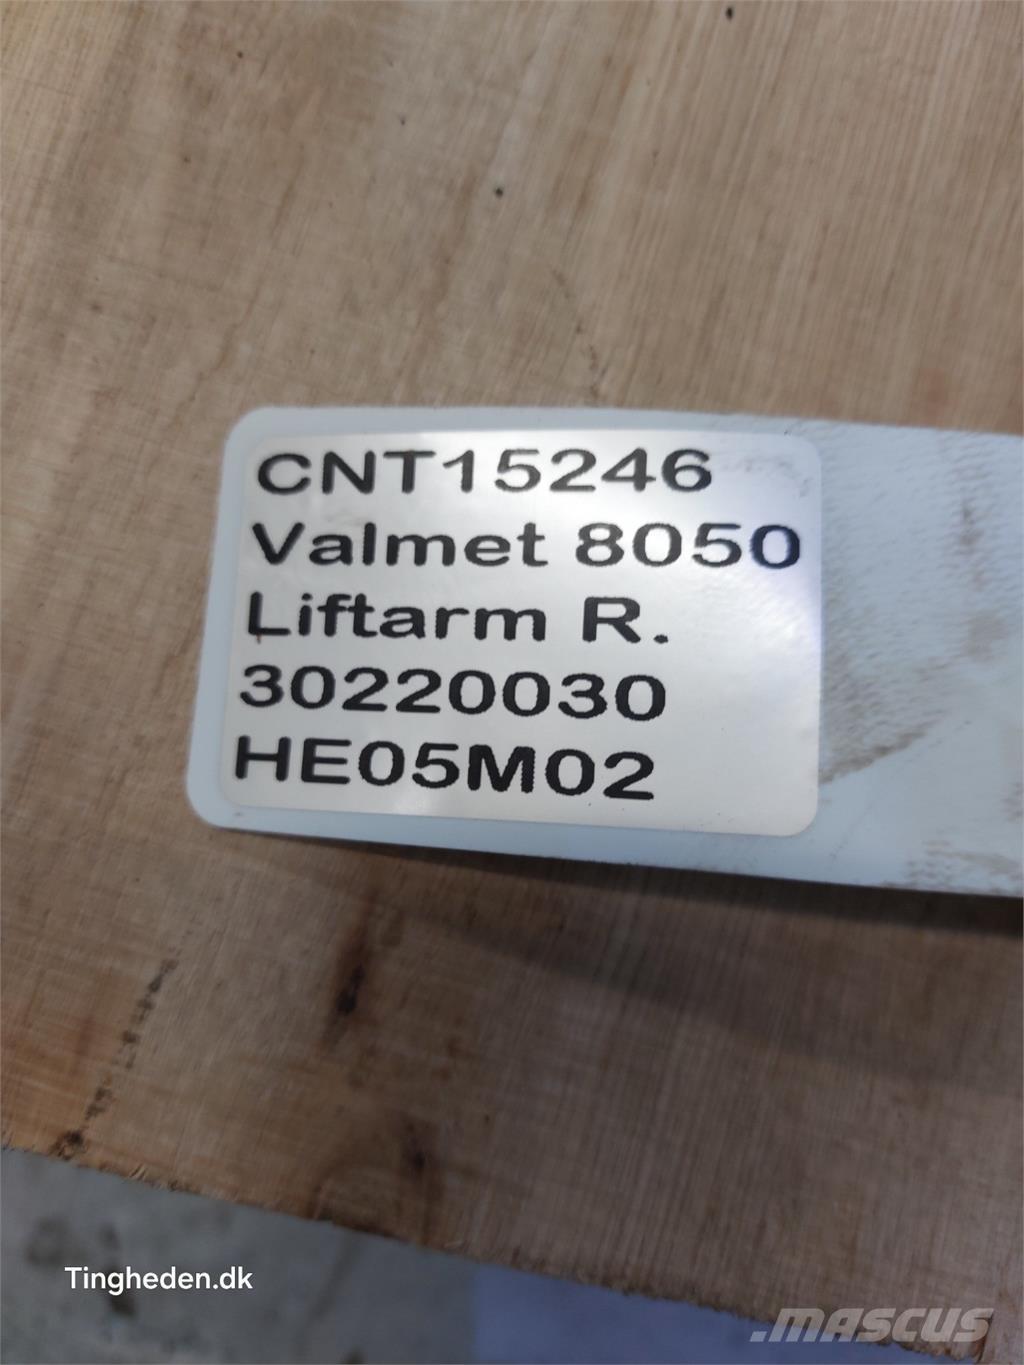 CNT15246
Valmet 8050
Liftarm R.
30220030
HE05M02
Tingheden.dk
.MASCUS